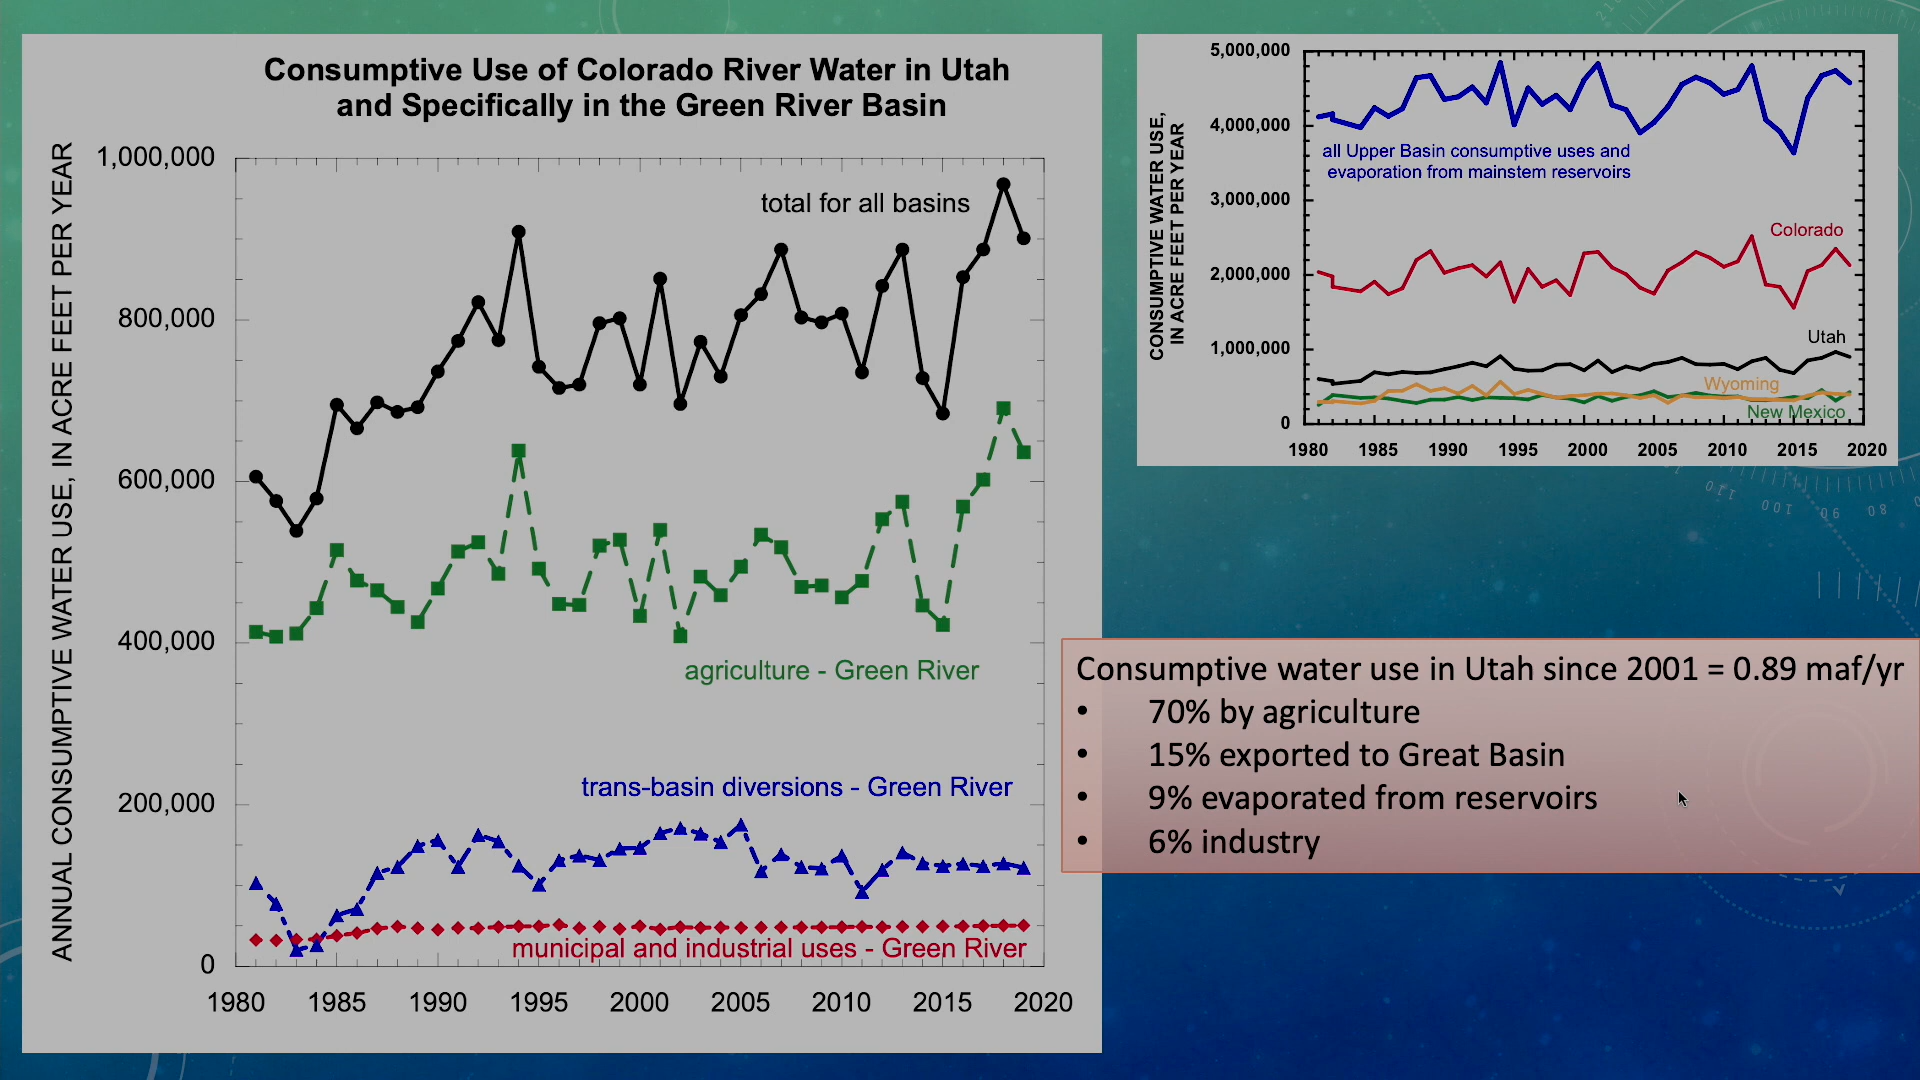 Consumptive Use of Colorado River Water in Utah
and Specifically in the Green River Basin
ANNUAL CONSUMPTIVE WATER USE, IN ACRE FEET PER YEAR
1,000,000
800,000
600,000
400,000
200,000
0
total for all basins
agriculture - Green River
trans-basin diversions - Green River
municipal and industrial uses - Green River
1980 1985 1990 1995 2000 2005 2010 2015 2020
CONSUMPTIVE WATER USE,
IN ACRE FEET PER YEAR
5,000,000
4,000,000
3,000,000
2,000,000
1,000,000
0
all Upper Basin consumptive uses and
evaporation from mainstem reservoirs
Colorado
Utah
Wyoming
New Mexico
1980 1985 1990 1995 2000 2005 2010 2015 2020
110 100 90 80
Consumptive water use in Utah since 2001 = 0.89 maf/yr
• 70% by agriculture
• 15% exported to Great Basin
• 9% evaporated from reservoirs
• 6% industry